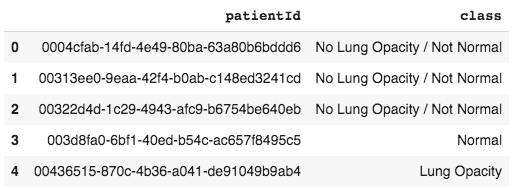 patientId class
0 0004cfab-14fd-4e49-80ba-63a80b6bddd6 No Lung Opacity / Not Normal
1 00313ee0-9eaa-42f4-b0ab-c148ed3241cd No Lung Opacity / Not Normal
2 00322d4d-1c29-4943-afc9-b6754be640eb No Lung Opacity / Not Normal
3 003d8fa0-6bf1-40ed-b54c-ac657f8495c5 Normal
4 00436515-870c-4b36-a041-de91049b9ab4 Lung Opacity